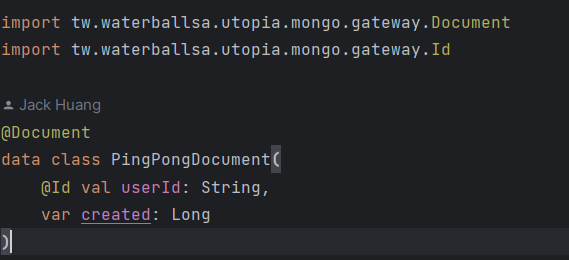 import tw.waterballsa.utopia.mongo.gateway.Document
import tw.waterballsa.utopia.mongo.gateway.Id
Jack Huang
@Document
data class PingPongDocument(
    @Id val userId: String,
    var created: Long
)